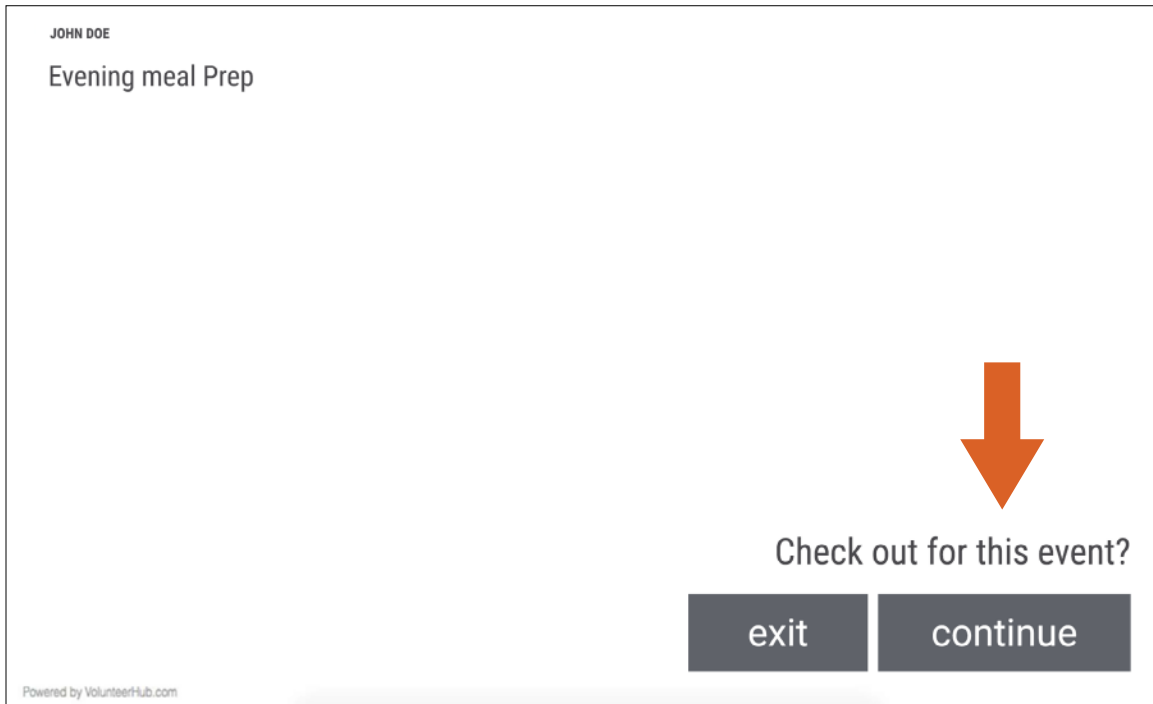 JOHN DOE
Evening meal Prep
Check out for this event?
exit continue
Powered by VolunteerHub.com